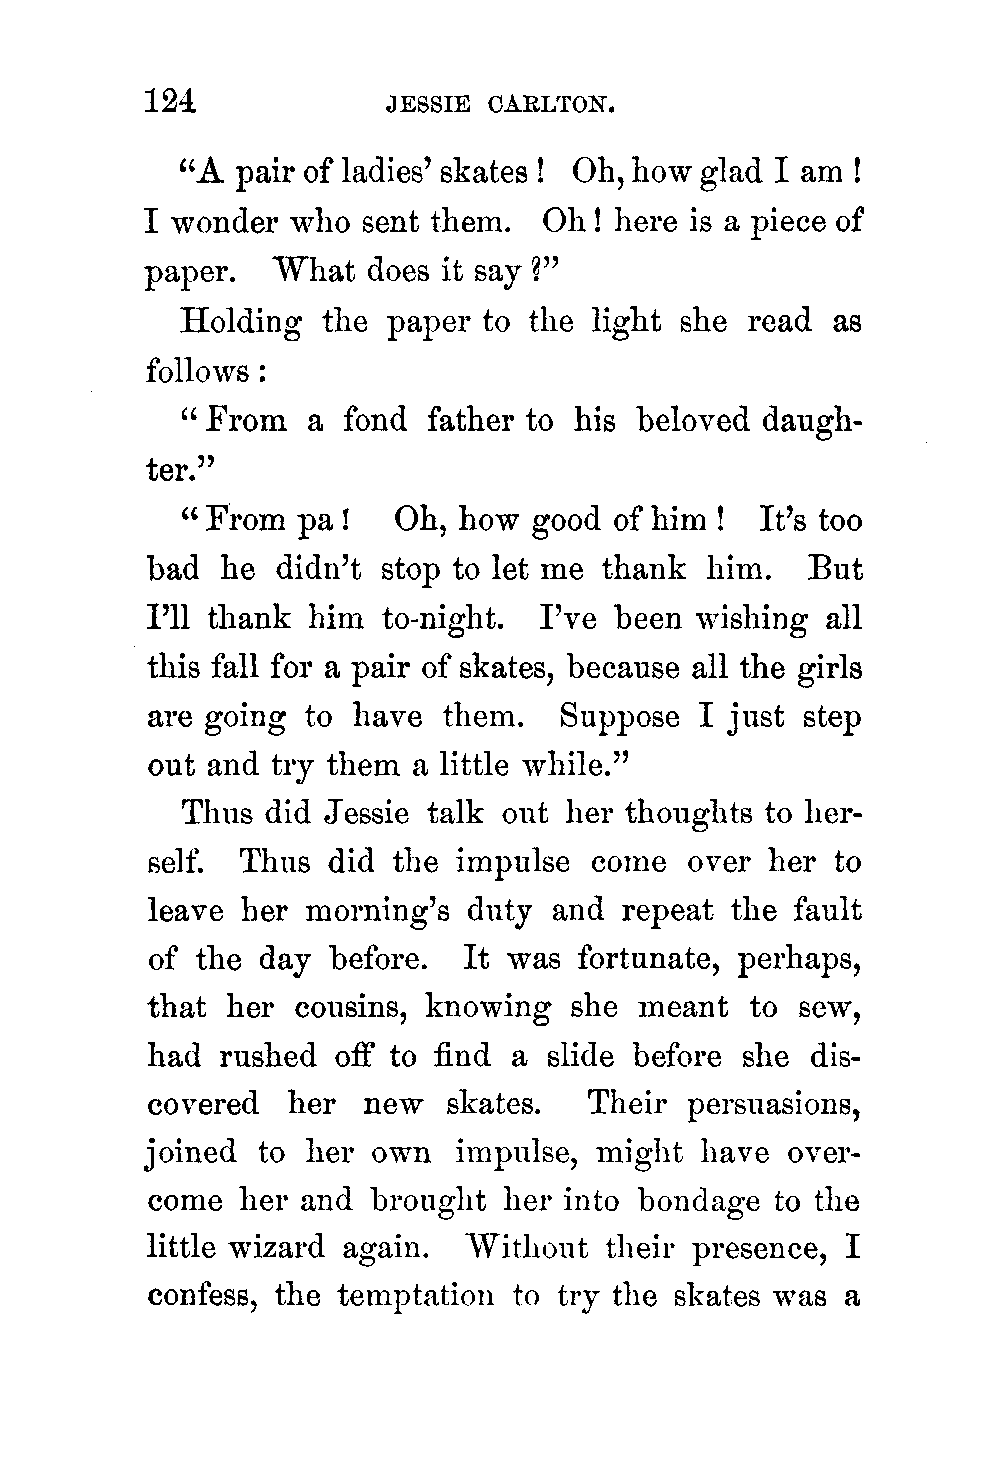 124 JESSIE CARLTON.
“A pair of ladies’ skates! Oh, how glad I am!
I wonder who sent them. Oh! here is a piece of
paper. What does it say?”
Holding the paper to the light she read as
follows:
“From a fond father to his beloved daugh-
ter.”
“From pa! Oh, how good of him! It’s too
bad he didn’t stop to let me thank him. But
I’ll thank him to-night. I’ve been wishing all
this fall for a pair of skates, because all the girls
are going to have them. Suppose I just step
out and try them a little while.”
Thus did Jessie talk out her thoughts to her-
self. Thus did the impulse come over her to
leave her morning’s duty and repeat the fault
of the day before. It was fortunate, perhaps,
that her cousins, knowing she meant to sew,
had rushed off to find a slide before she dis-
covered her new skates. Their persuasions,
joined to her own impulse, might have over-
come her and brought her into bondage to the
little wizard again. Without their presence, I
confess, the temptation to try the skates was a